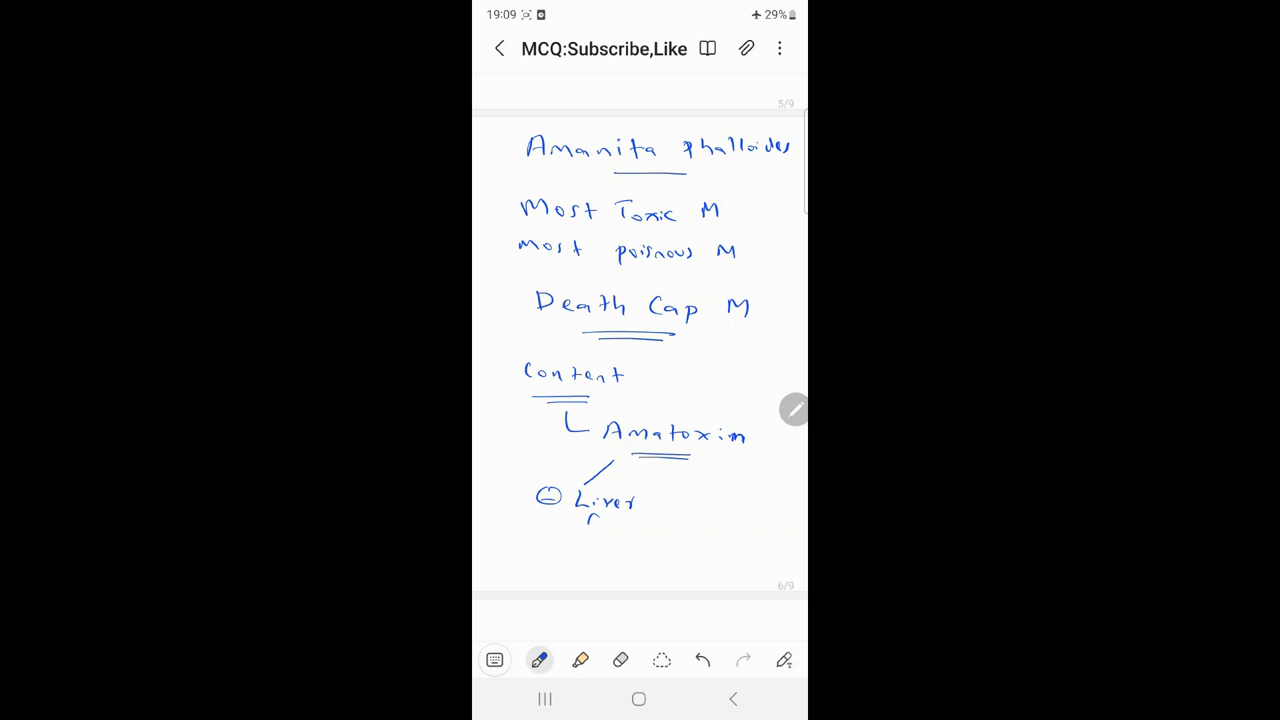 19:09 29%
MCQ:Subscribe,Like
5/9
Amanita phalloides
Most Toxic M
Most poisnous M
Death Cap M
Content
Amatoxin
Liver
6/9